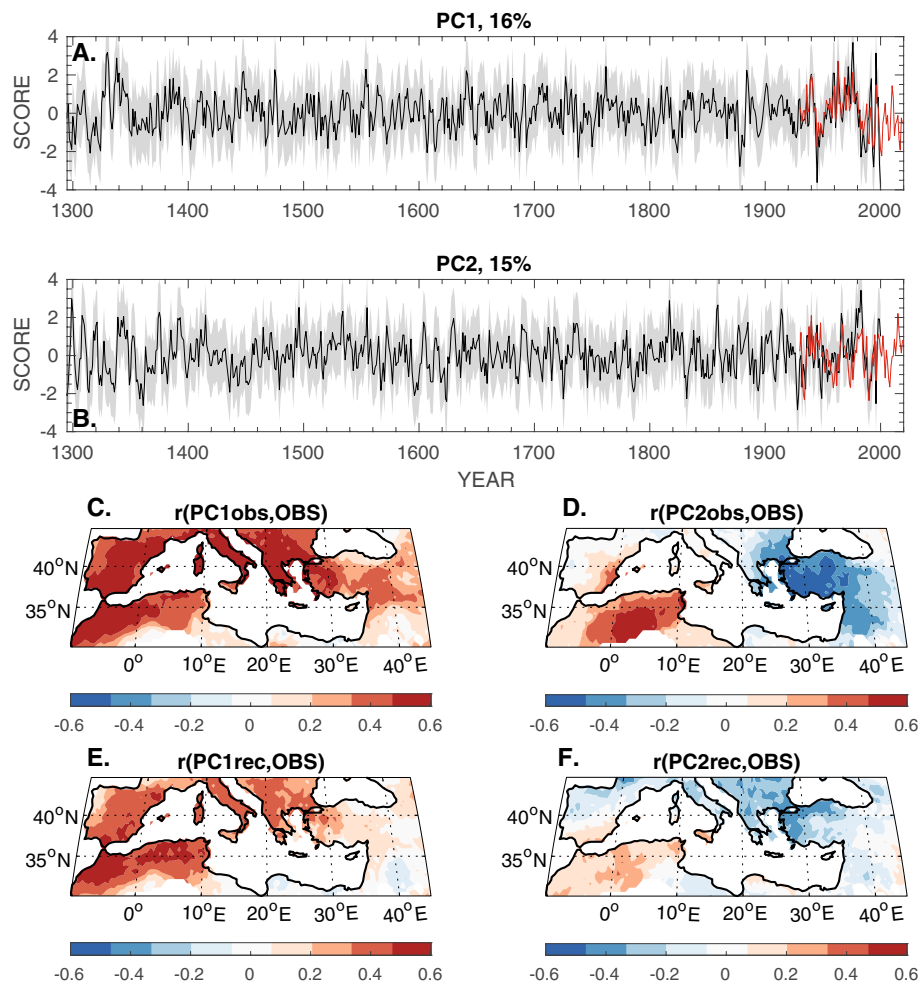 PC1, 16%
A.
SCORE
4
2
0
-2
-4
1300 1400 1500 1600 1700 1800 1900 2000
PC2, 15%
B.
SCORE
4
2
0
-2
-4
1300 1400 1500 1600 1700 1800 1900 2000
YEAR
C.
r(PC1obs,OBS)
40°N
35°N
0° 10°E 20°E 30°E 40°E
-0.6 -0.4 -0.2 0 0.2 0.4 0.6
D.
r(PC2obs,OBS)
40°N
35°N
0° 10°E 20°E 30°E 40°E
-0.6 -0.4 -0.2 0 0.2 0.4 0.6
E.
r(PC1rec,OBS)
40°N
35°N
0° 10°E 20°E 30°E 40°E
-0.6 -0.4 -0.2 0 0.2 0.4 0.6
F.
r(PC2rec,OBS)
40°N
35°N
0° 10°E 20°E 30°E 40°E
-0.6 -0.4 -0.2 0 0.2 0.4 0.6